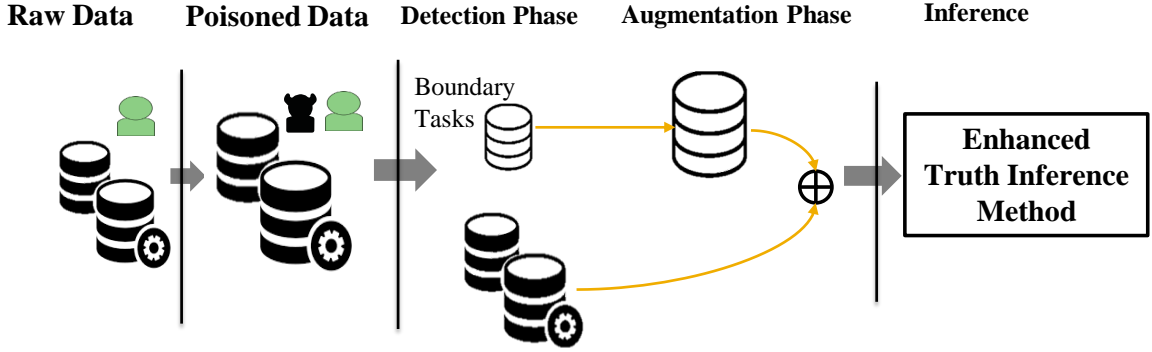 Raw Data
Poisoned Data
Detection Phase
Augmentation Phase
Inference
Boundary
Tasks
Enhanced
Truth Inference
Method